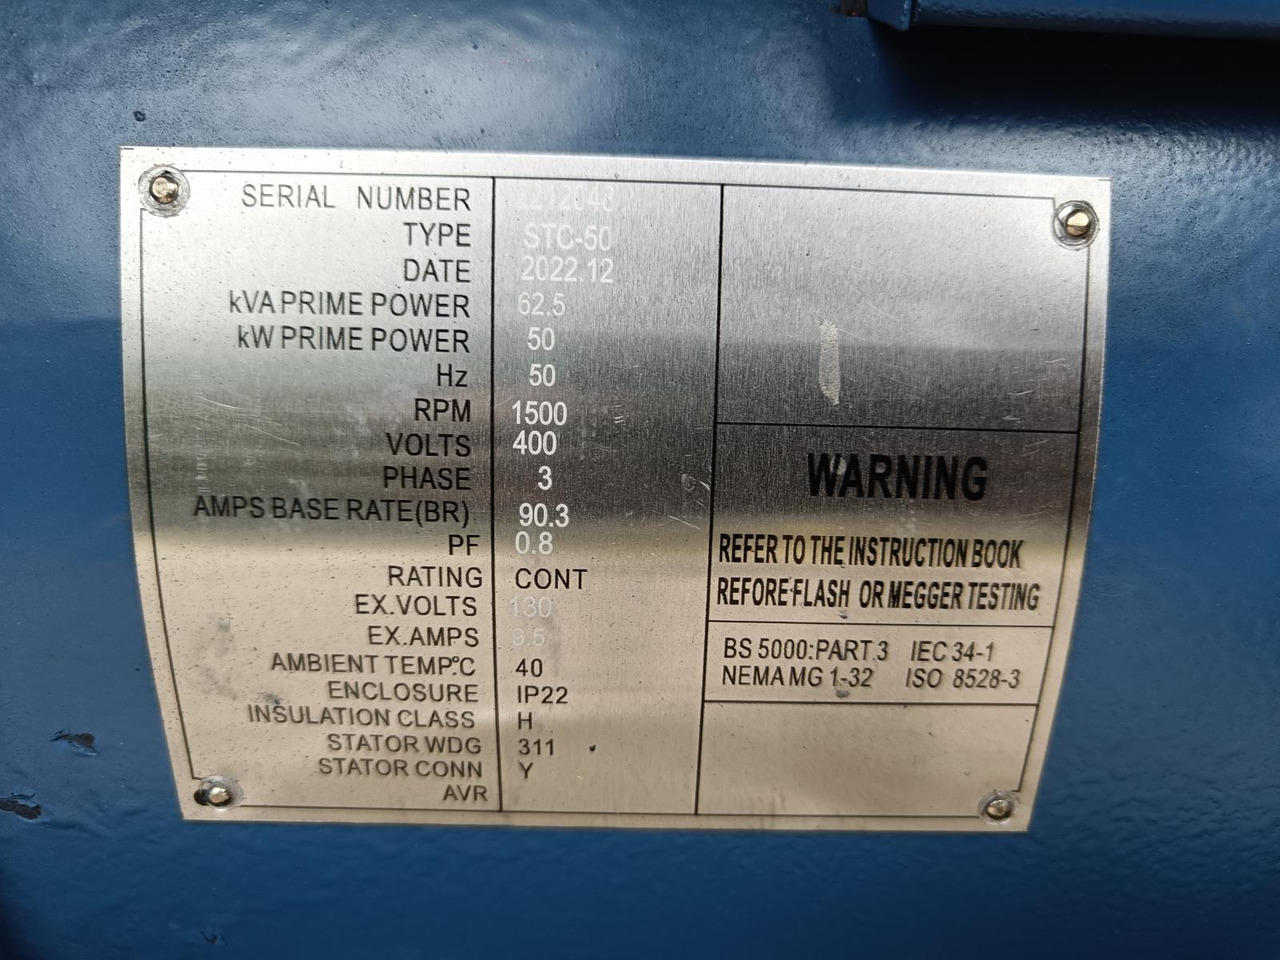 SERIAL NUMBER
TYPE STC-50
DATE 2022.12
kVA PRIME POWER 62.5
kW PRIME POWER 50
Hz 50
RPM 1500
VOLTS 400
PHASE 3
AMPS BASE RATE(BR) 90.3
PF 0.8
RATING CONT
EX.VOLTS 130
EX.AMPS 9.5
AMBIENT TEMP.°C 40
ENCLOSURE IP22
INSULATION CLASS H
STATOR WDG 311
STATOR CONN Y
AVR
WARNING
REFER TO THE INSTRUCTION BOOK
REFORE FLASH OR MEGGER TESTING
BS 5000:PART.3 IEC 34-1
NEMA MG 1-32 ISO 8528-3